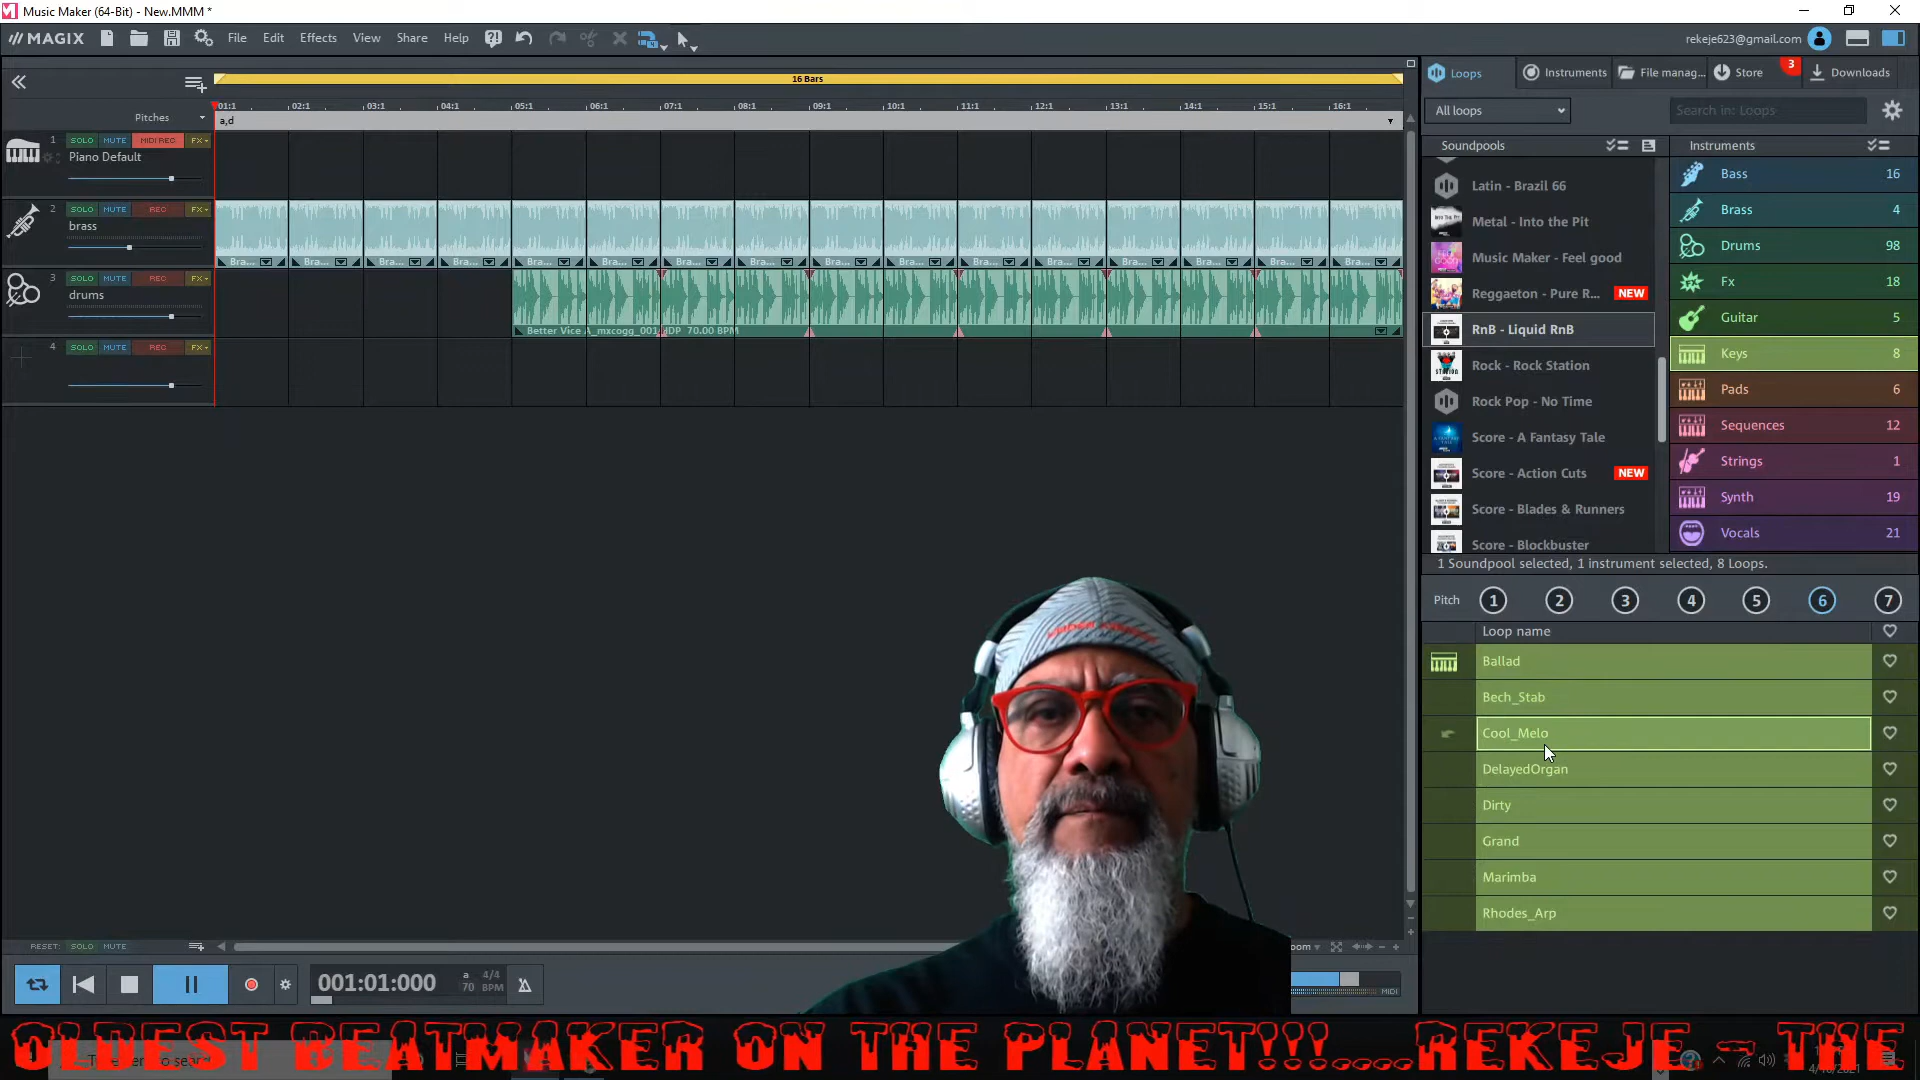 Music Maker (64-Bit) - New.MMM *
MAGIX File Edit Effects View Share Help
rekeje623@gmail.com
16 Bars
01:1 02:1 03:1 04:1 05:1 06:1 07:1 08:1 09:1 10:1 11:1 12:1 13:1 14:1 15:1 16:1
Pitches
a,d
1 SOLO MUTE MIDI REC FX
Piano Default
2 SOLO MUTE REC FX
brass
Bra... Bra... Bra... Bra... Bra... Bra... Bra... Bra... Bra... Bra... Bra... Bra... Bra... Bra... Bra... Bra...
3 SOLO MUTE REC FX
drums
Better Vice A_mxcogg_001 HDP 70.00 BPM
4 SOLO MUTE REC FX
RESET: SOLO MUTE
001:01:000
a 4/4
70 BPM
MIDI
Loops Instruments File manag... Store 3 Downloads
All loops
Search in: Loops
Soundpools
Latin - Brazil 66
Metal - Into the Pit
Music Maker - Feel good
Reggaeton - Pure R... NEW
RnB - Liquid RnB
Rock - Rock Station
Rock Pop - No Time
Score - A Fantasy Tale
Score - Action Cuts NEW
Score - Blades & Runners
Score - Blockbuster
Instruments
Bass 16
Brass 4
Drums 98
Fx 18
Guitar 5
Keys 8
Pads 6
Sequences 12
Strings 1
Synth 19
Vocals 21
1 Soundpool selected, 1 instrument selected, 8 Loops.
Pitch 1 2 3 4 5 6 7
Loop name
Ballad
Bech_Stab
Cool_Melo
DelayedOrgan
Dirty
Grand
Marimba
Rhodes_Arp
OLDEST BEATMAKER ON THE PLANET!!!....REKEJE - THE